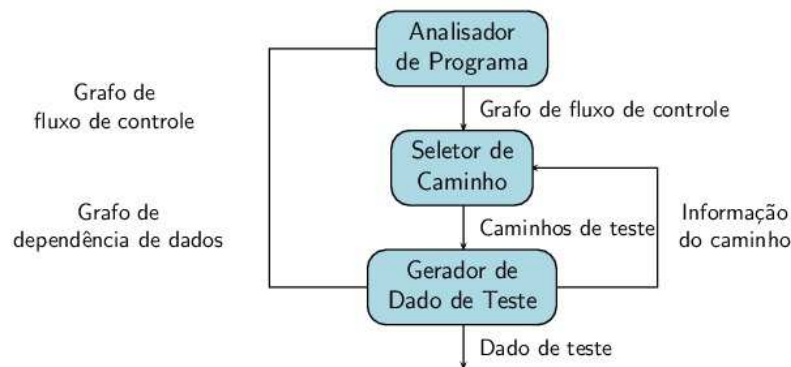 Analisador
de Programa
Grafo de
fluxo de controle
Grafo de fluxo de controle
Seletor de
Caminho
Grafo de
dependência de dados
Caminhos de teste
Informação
do caminho
Gerador de
Dado de Teste
Dado de teste